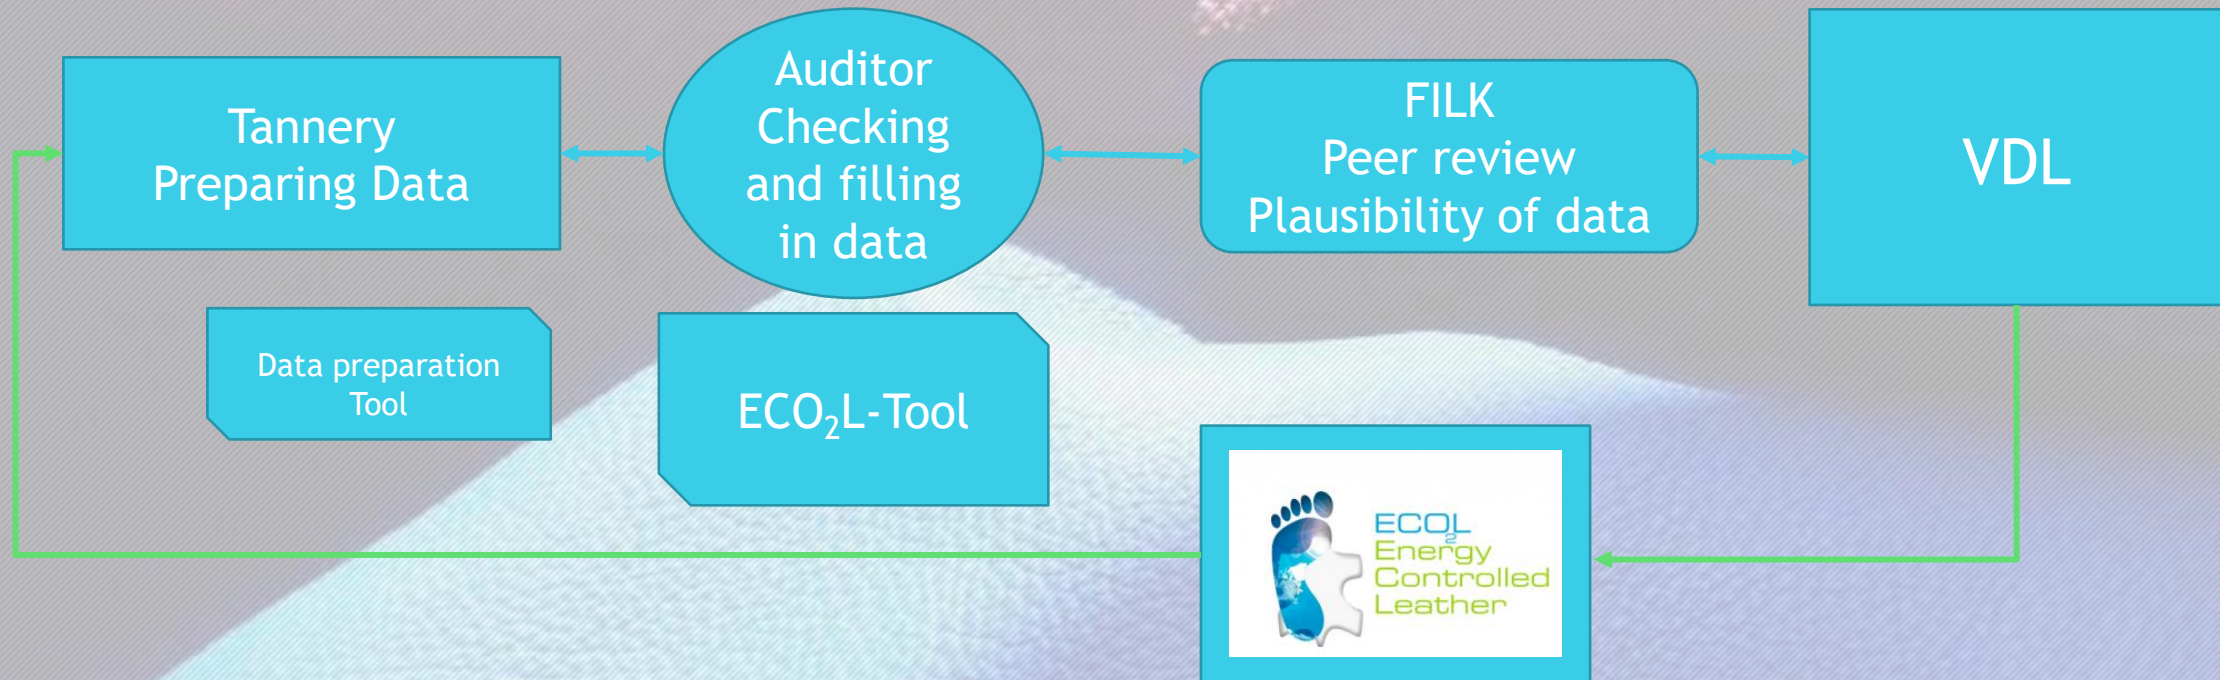 Tannery
Preparing Data
Auditor
Checking
and filling
in data
FILK
Peer review
Plausibility of data
VDL
Data preparation
Tool
ECO₂L-Tool
ECO₂L
Energy
Controlled
Leather